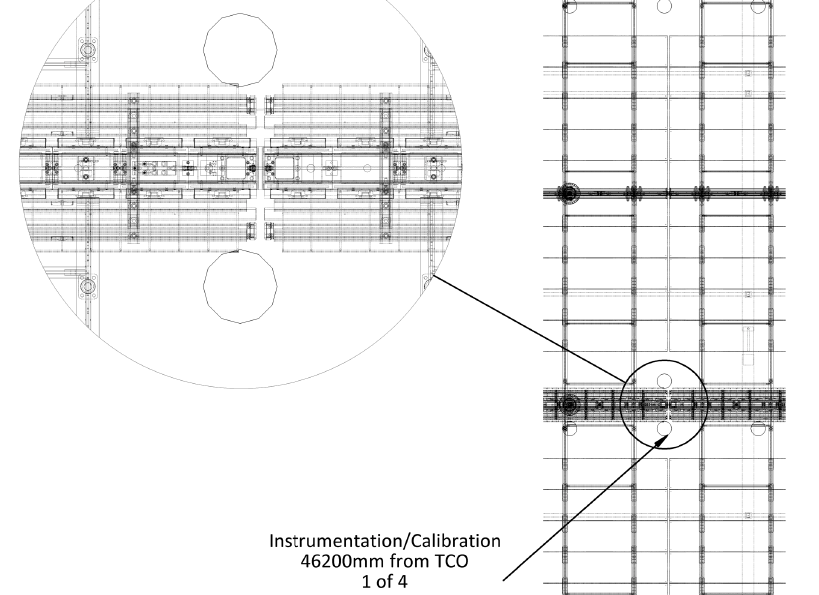 Instrumentation/Calibration
46200mm from TCO
1 of 4